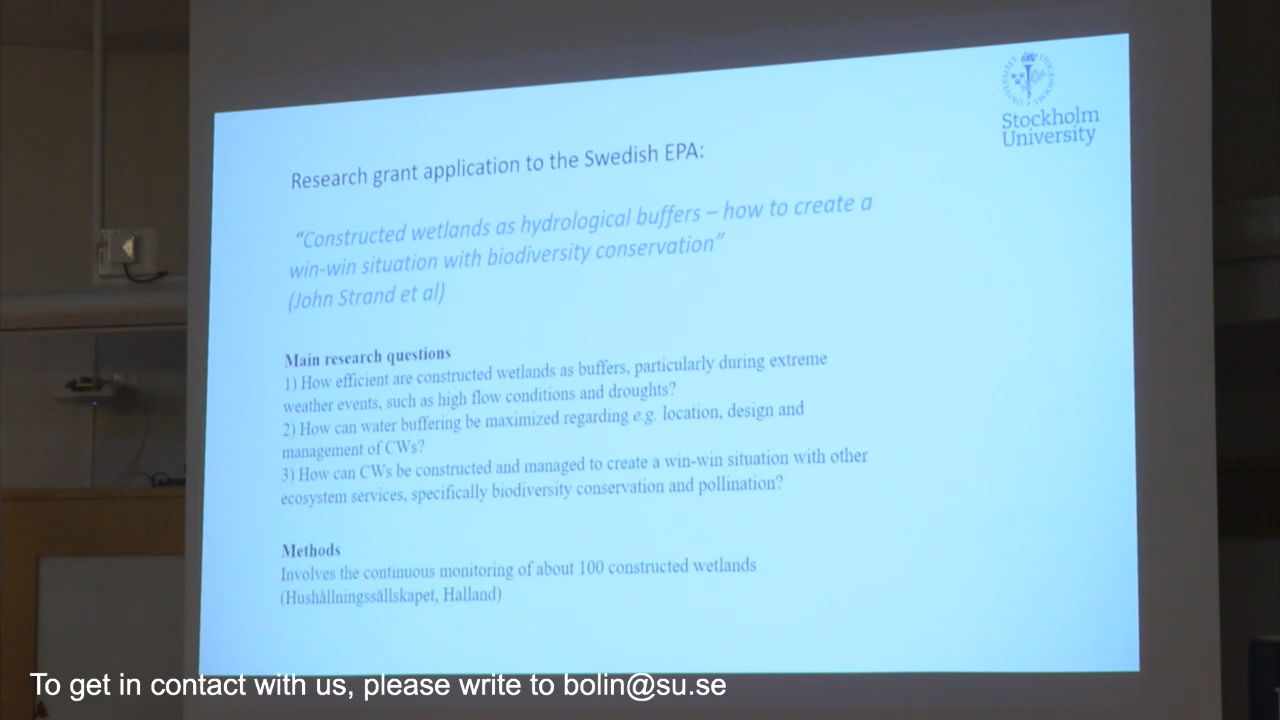 Stockholm
University
Research grant application to the Swedish EPA:
“Constructed wetlands as hydrological buffers – how to create a
win-win situation with biodiversity conservation”
(John Strand et al)
Main research questions
1) How efficient are constructed wetlands as buffers, particularly during extreme
weather events, such as high flow conditions and droughts?
2) How can water buffering be maximized regarding e.g. location, design and
management of CWs?
3) How can CWs be constructed and managed to create a win-win situation with other
ecosystem services, specifically biodiversity conservation and pollination?
Methods
Involves the continuous monitoring of about 100 constructed wetlands
(Hushållningssällskapet, Halland)
To get in contact with us, please write to bolin@su.se